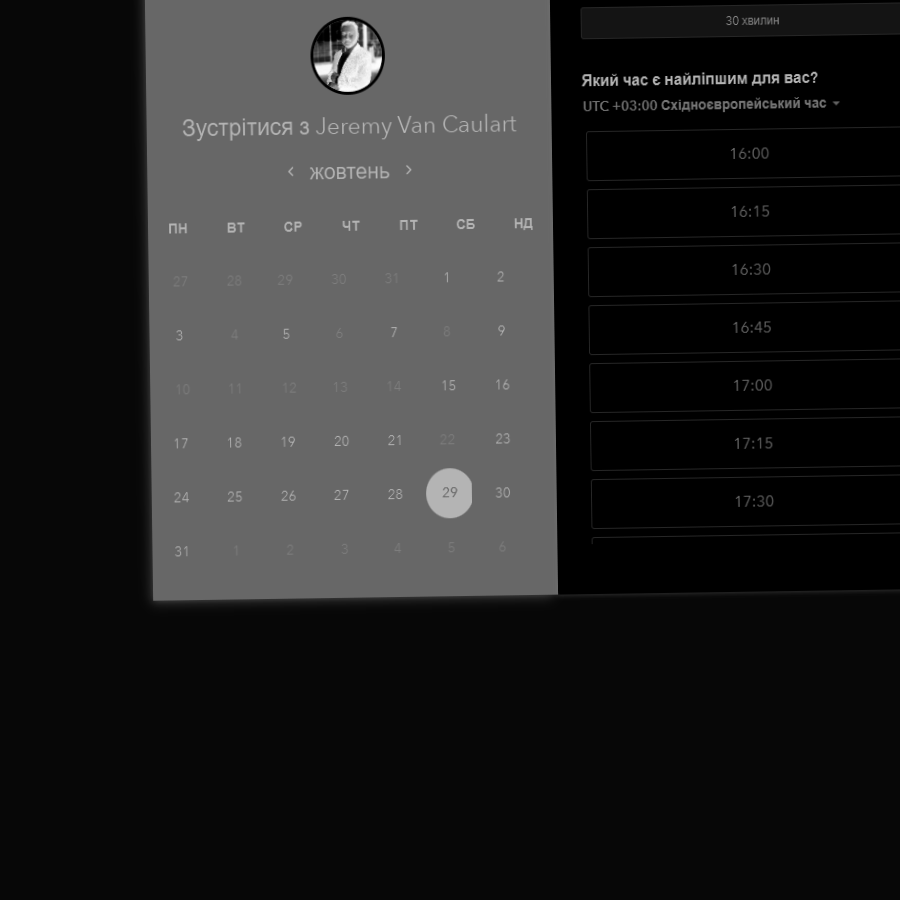 Зустрітися з Jeremy Van Caulart
‹ жовтень ›
ПН ВТ СР ЧТ ПТ СБ НД
27 28 29 30 31 1 2
3 4 5 6 7 8 9
10 11 12 13 14 15 16
17 18 19 20 21 22 23
24 25 26 27 28 29 30
31 1 2 3 4 5 6
30 хвилин
Який час є найліпшим для вас?
UTC +03:00 Східноєвропейський час
16:00
16:15
16:30
16:45
17:00
17:15
17:30